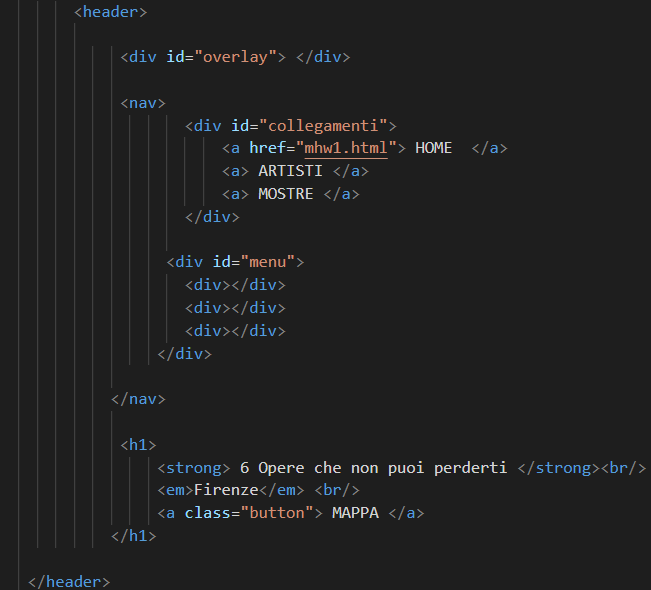 <header>
<div id="overlay"> </div>
<nav>
<div id="collegamenti">
<a href="mhw1.html"> HOME  </a>
<a> ARTISTI </a>
<a> MOSTRE </a>
</div>
<div id="menu">
<div></div>
<div></div>
<div></div>
</div>
</nav>
<h1>
<strong> 6 Opere che non puoi perderti </strong><br/>
<em>Firenze</em> <br/>
<a class="button"> MAPPA </a>
</h1>
</header>